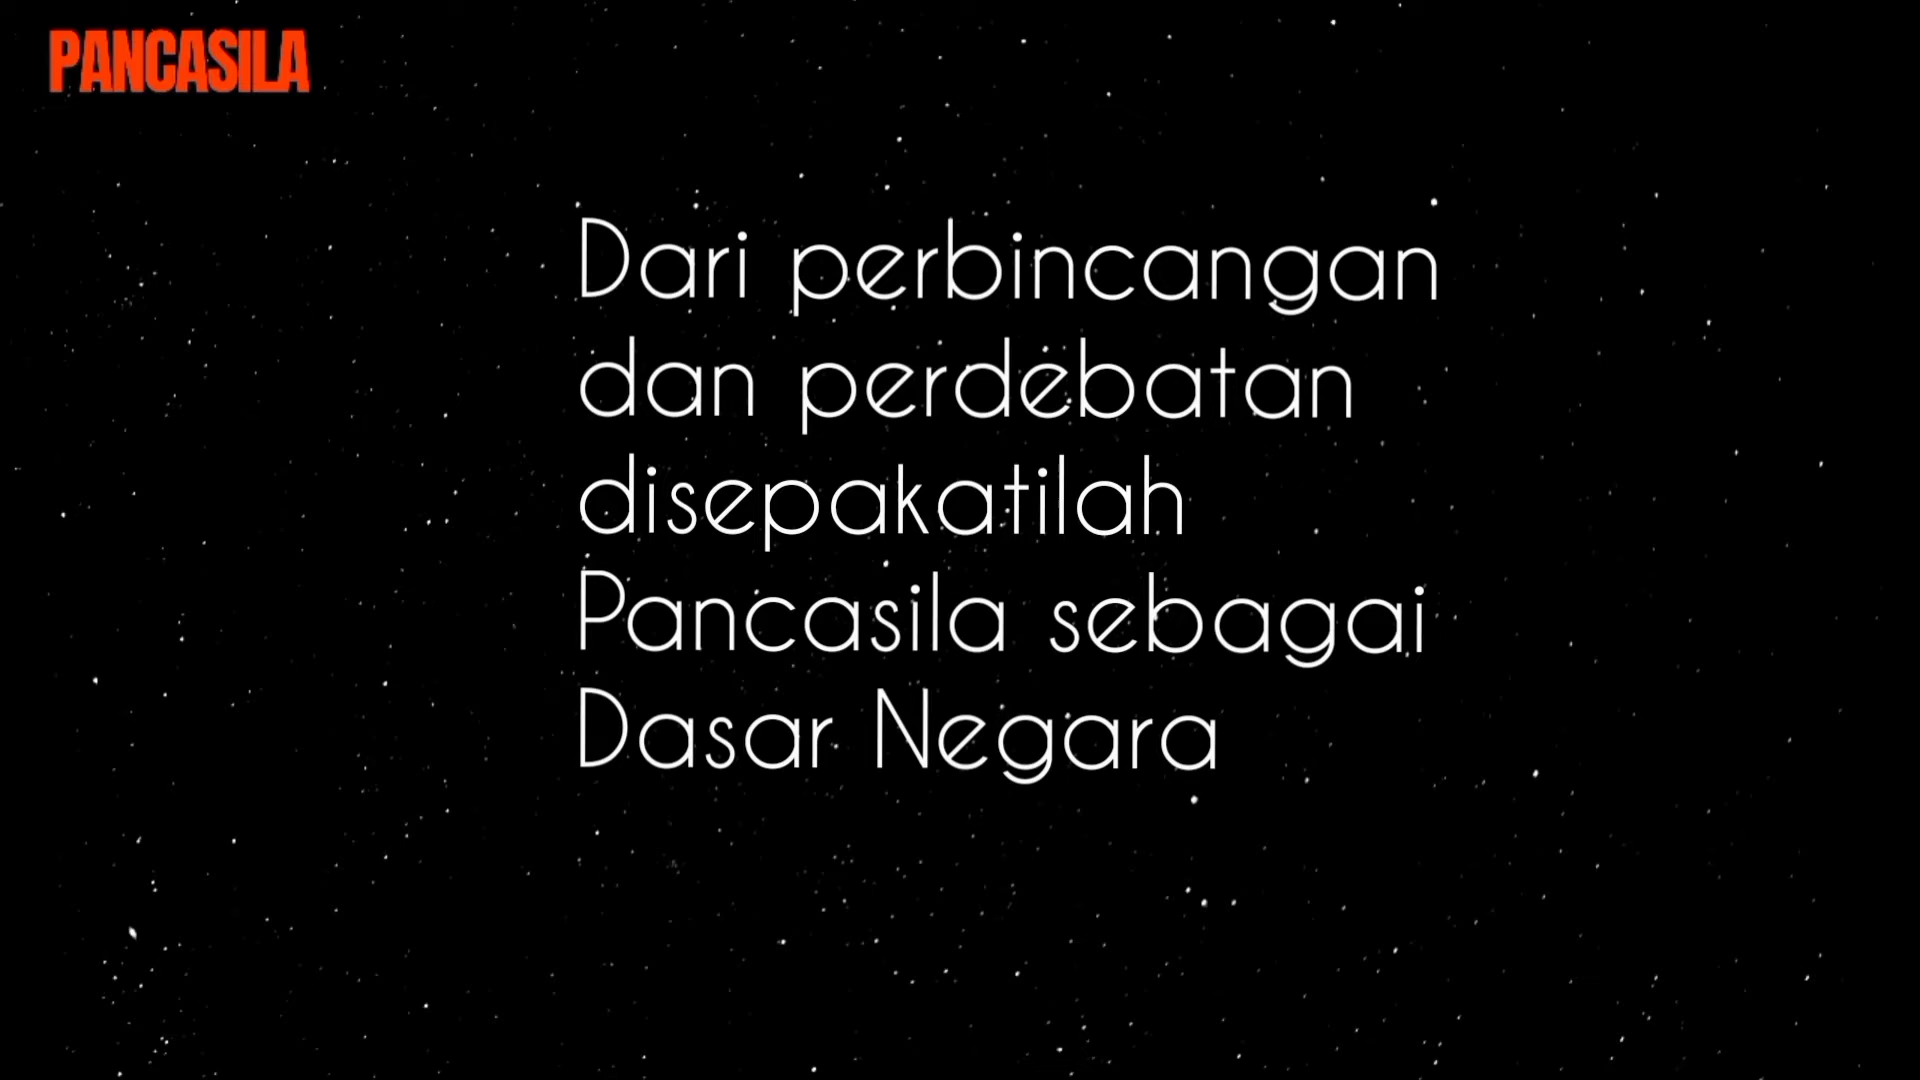 PANCASILA
Dari perbincangan
dan perdebatan
disepakatilah
Pancasila sebagai
Dasar Negara